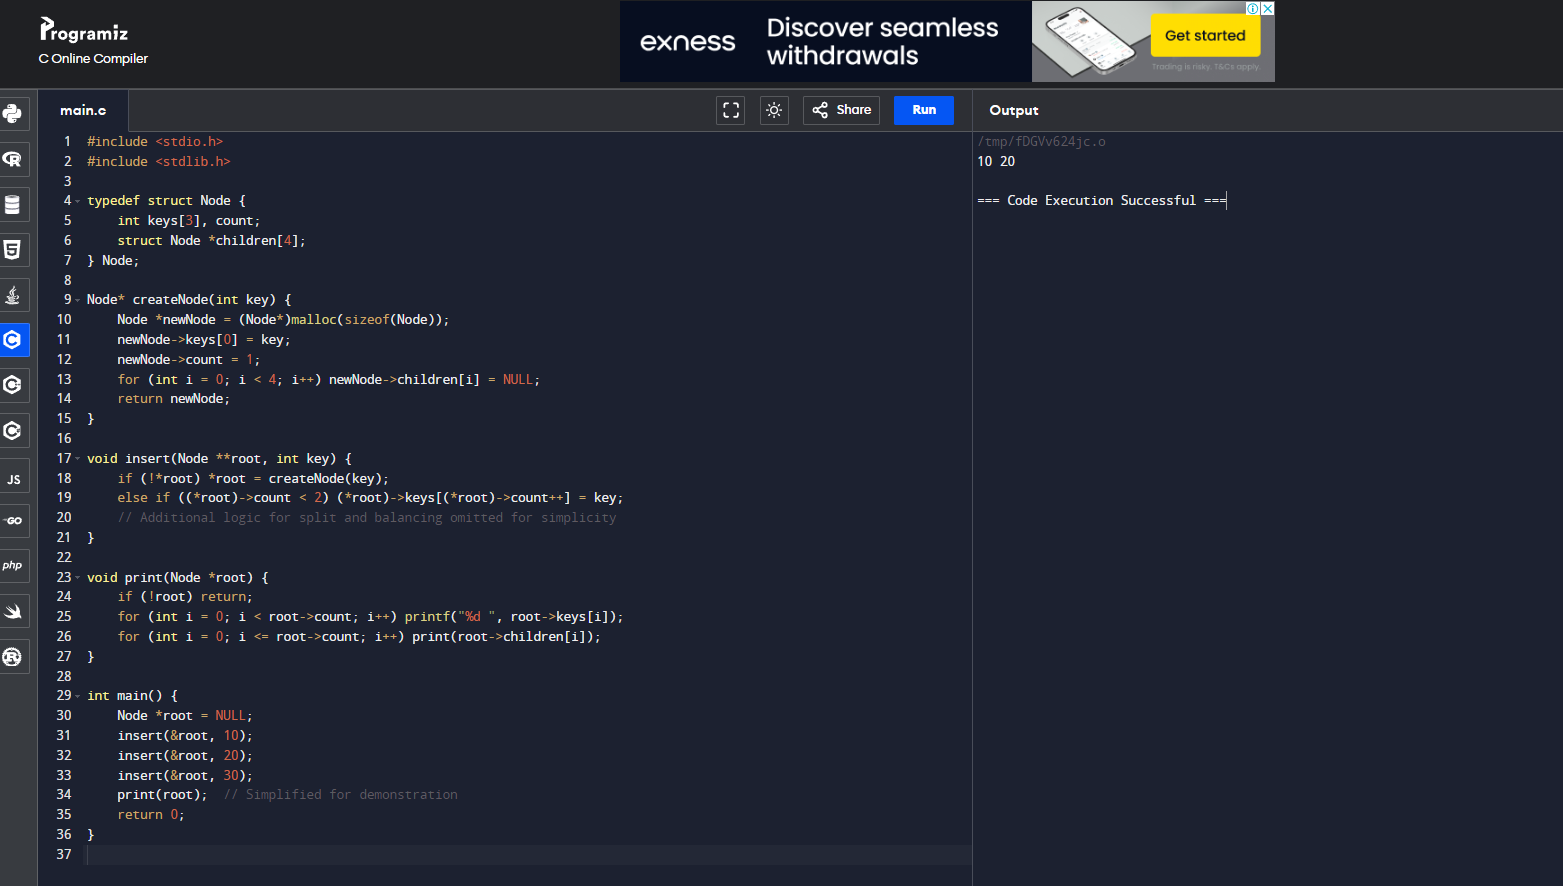 Programiz
C Online Compiler
exness
Discover seamless
withdrawals
Get started
Trading is risky. T&Cs apply.
main.c
Share
Run
Output
1 #include <stdio.h>
2 #include <stdlib.h>
3
4 typedef struct Node {
5     int keys[3], count;
6     struct Node *children[4];
7 } Node;
8
9 Node* createNode(int key) {
10     Node *newNode = (Node*)malloc(sizeof(Node));
11     newNode->keys[0] = key;
12     newNode->count = 1;
13     for (int i = 0; i < 4; i++) newNode->children[i] = NULL;
14     return newNode;
15 }
16
17 void insert(Node **root, int key) {
18     if (!*root) *root = createNode(key);
19     else if ((*root)->count < 2) (*root)->keys[(*root)->count++] = key;
20     // Additional logic for split and balancing omitted for simplicity
21 }
22
23 void print(Node *root) {
24     if (!root) return;
25     for (int i = 0; i < root->count; i++) printf("%d ", root->keys[i]);
26     for (int i = 0; i <= root->count; i++) print(root->children[i]);
27 }
28
29 int main() {
30     Node *root = NULL;
31     insert(&root, 10);
32     insert(&root, 20);
33     insert(&root, 30);
34     print(root);  // Simplified for demonstration
35     return 0;
36 }
37
/tmp/fDGVv624jc.o
10 20
=== Code Execution Successful ===
JS
GO
php